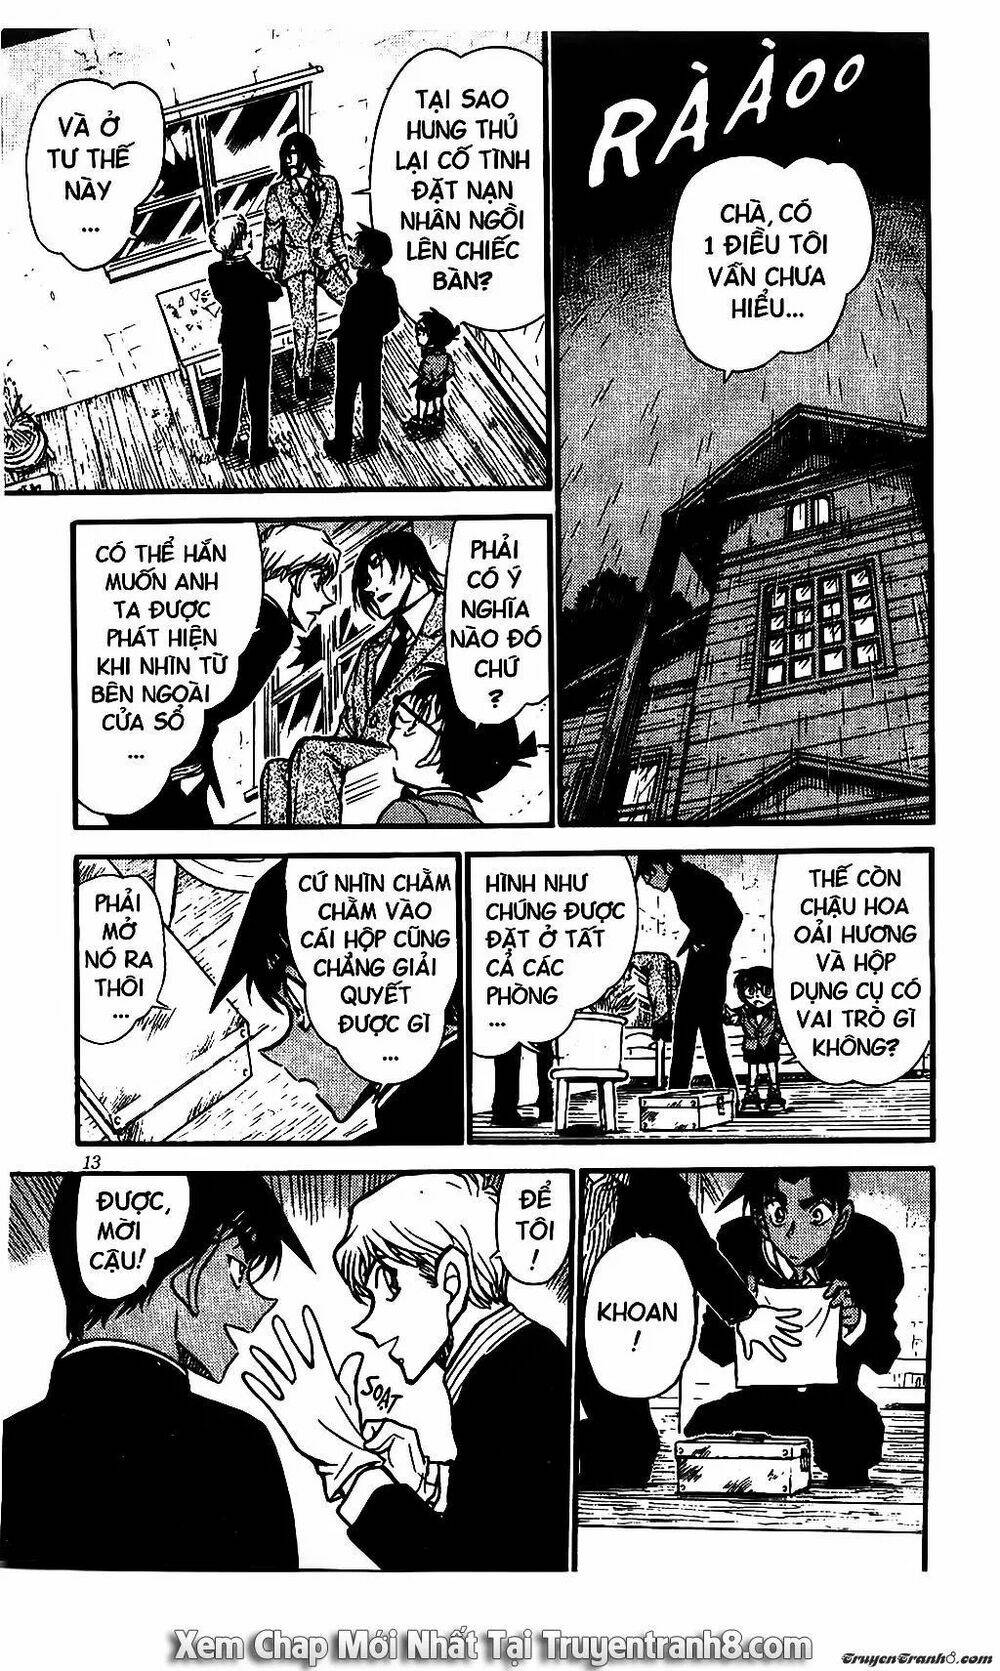 RÀÀOO
CHÀ, CÓ
1 ĐIỀU TÔI
VẪN CHƯA
HIỂU...
TẠI SAO
HUNG THỦ
LẠI CỐ TÌNH
ĐẶT NẠN
NHÂN NGỒI
LÊN CHIẾC
BÀN?
VÀ Ở
TƯ THẾ
NÀY
...
PHẢI
CÓ Ý
NGHĨA
NÀO ĐÓ
CHỨ
?
CÓ THỂ HẮN
MUỐN ANH
TA ĐƯỢC
PHÁT HIỆN
KHI NHÌN TỪ
BÊN NGOÀI
CỬA SỔ
...
THẾ CÒN
CHẬU HOA
OẢI HƯƠNG
VÀ HỘP
DỤNG CỤ CÓ
VAI TRÒ GÌ
KHÔNG?
HÌNH NHƯ
CHÚNG ĐƯỢC
ĐẶT Ở TẤT
CẢ CÁC
PHÒNG
...
CỨ NHÌN CHẰM
CHẰM VÀO
CÁI HỘP CŨNG
CHẲNG GIẢI
QUYẾT
ĐƯỢC GÌ
...
PHẢI
MỞ
NÓ RA
THÔI
...
13
KHOAN
!
ĐỂ
TÔI
!
SOẠT
ĐƯỢC,
MỜI
CẬU!
Xem Chap Mới Nhất Tại Truyentranh8.com
TruyenTranh8.com